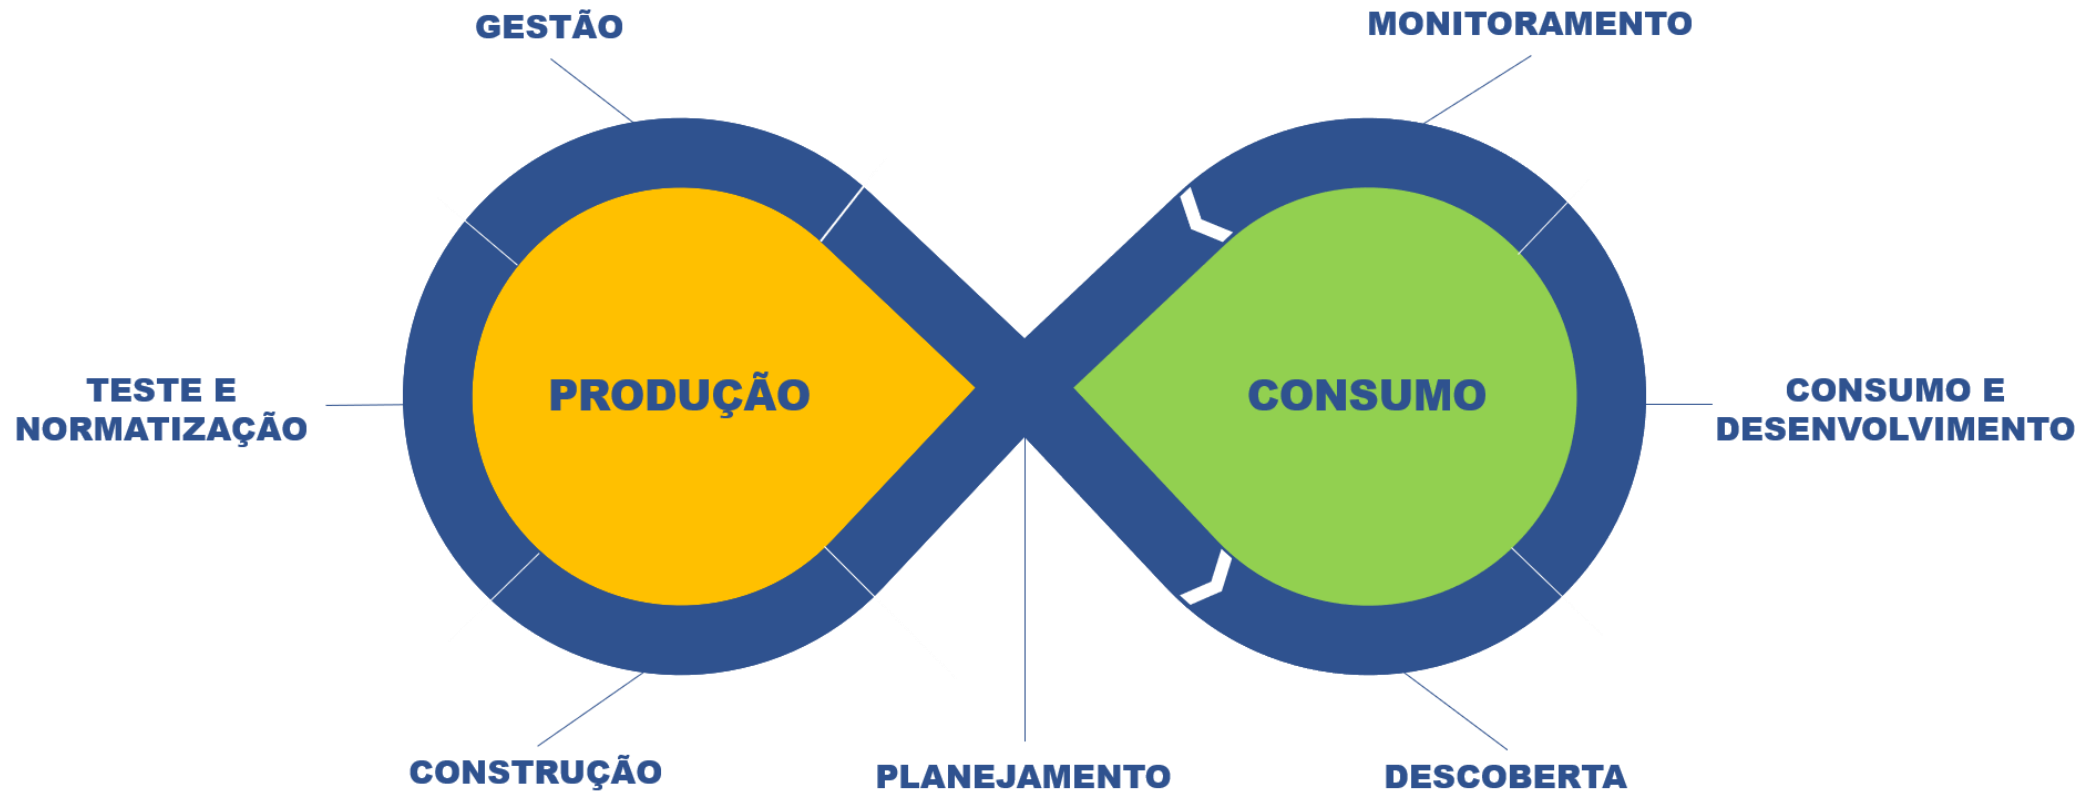 GESTÃO
MONITORAMENTO
PRODUÇÃO
CONSUMO
TESTE E
NORMATIZAÇÃO
CONSUMO E
DESENVOLVIMENTO
CONSTRUÇÃO
PLANEJAMENTO
DESCOBERTA